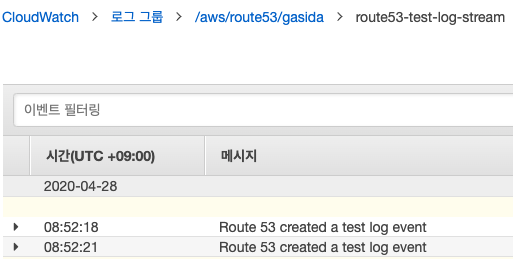 CloudWatch > 로그 그룹 > /aws/route53/gasida > route53-test-log-stream
이벤트 필터링
시간(UTC +09:00) 메시지
2020-04-28
08:52:18 Route 53 created a test log event
08:52:21 Route 53 created a test log event